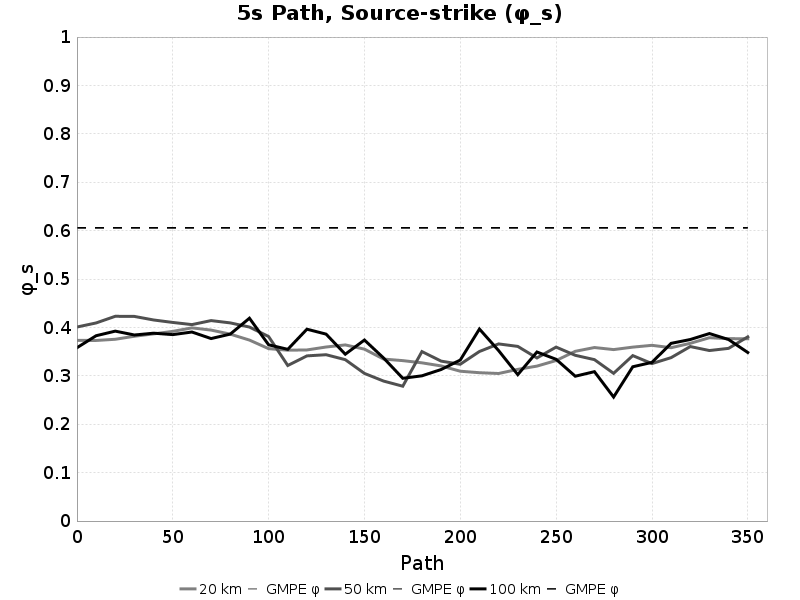 5s Path, Source-strike (φ_s)
1
0.9
0.8
0.7
0.6
0.5
0.4
0.3
0.2
0.1
0
φ_s
0 50 100 150 200 250 300 350
Path
20 km GMPE φ 50 km GMPE φ 100 km GMPE φ